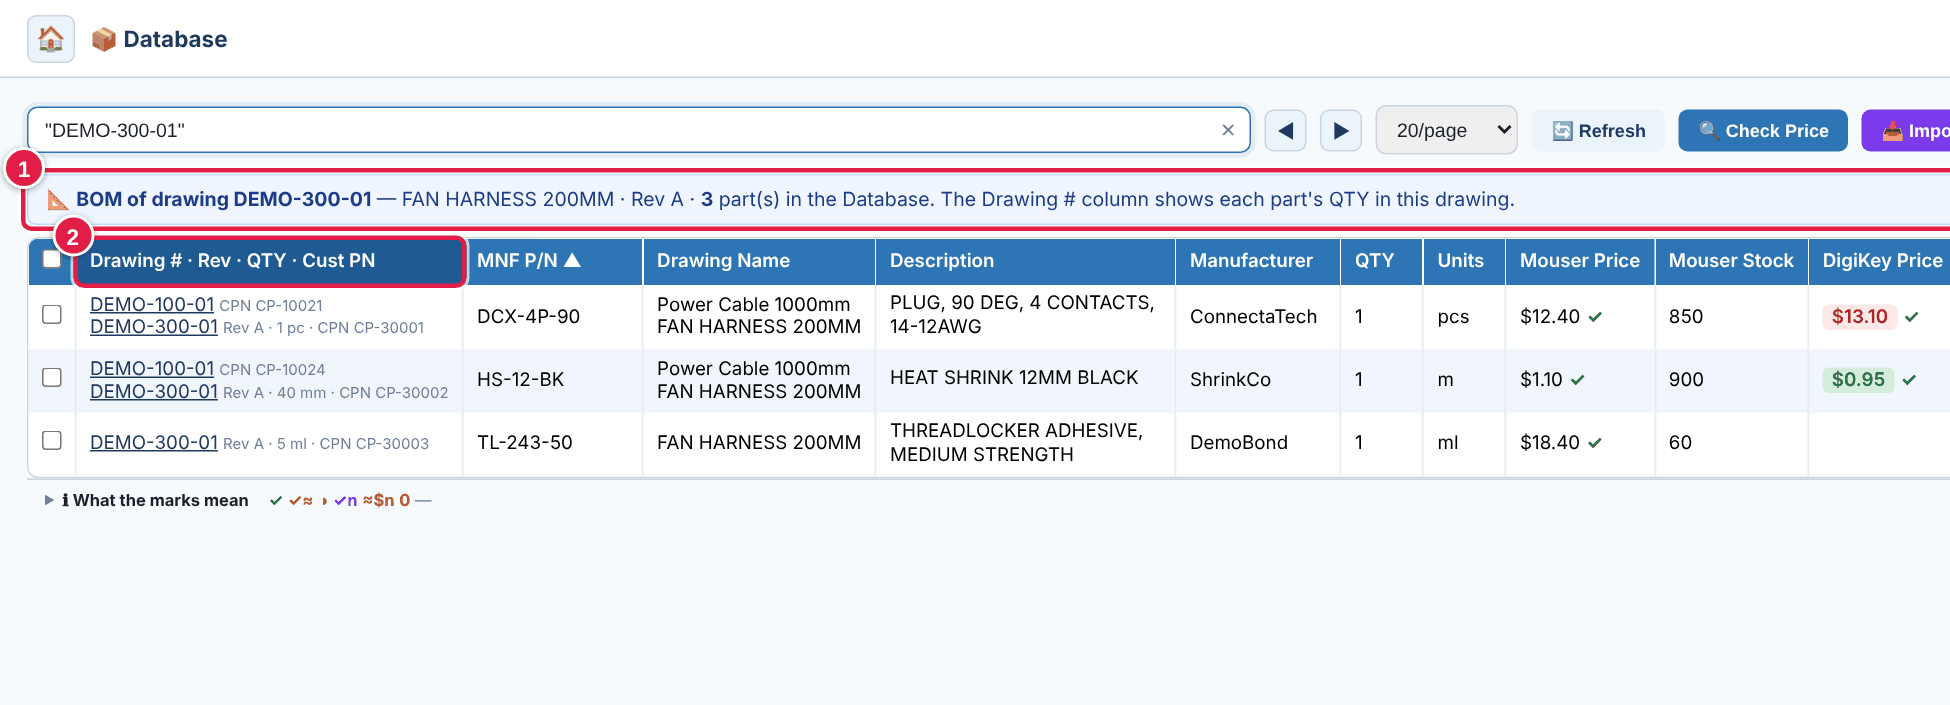 Database
"DEMO-300-01" ✕ ◀ ▶ 20/page Refresh Check Price
1
BOM of drawing DEMO-300-01 — FAN HARNESS 200MM · Rev A · 3 part(s) in the Database. The Drawing # column shows each part's QTY in this drawing.
2
Drawing # · Rev · QTY · Cust PN MNF P/N ▲ Drawing Name Description Manufacturer QTY Units Mouser Price Mouser Stock DigiKey Price
DEMO-100-01 CPN CP-10021 Power Cable 1000mm PLUG, 90 DEG, 4 CONTACTS,
DEMO-300-01 Rev A · 1 pc · CPN CP-30001 DCX-4P-90 FAN HARNESS 200MM 14-12AWG ConnectaTech 1 pcs $12.40 ✓ 850 $13.10 ✓
DEMO-100-01 CPN CP-10024 Power Cable 1000mm
DEMO-300-01 Rev A · 40 mm · CPN CP-30002 HS-12-BK FAN HARNESS 200MM HEAT SHRINK 12MM BLACK ShrinkCo 1 m $1.10 ✓ 900 $0.95 ✓
DEMO-300-01 Rev A · 5 ml · CPN CP-30003 TL-243-50 FAN HARNESS 200MM THREADLOCKER ADHESIVE, DemoBond 1 ml $18.40 ✓ 60
MEDIUM STRENGTH
▶ ℹ What the marks mean ✓ ✓≈ ◗ ✓n ≈$n 0 —